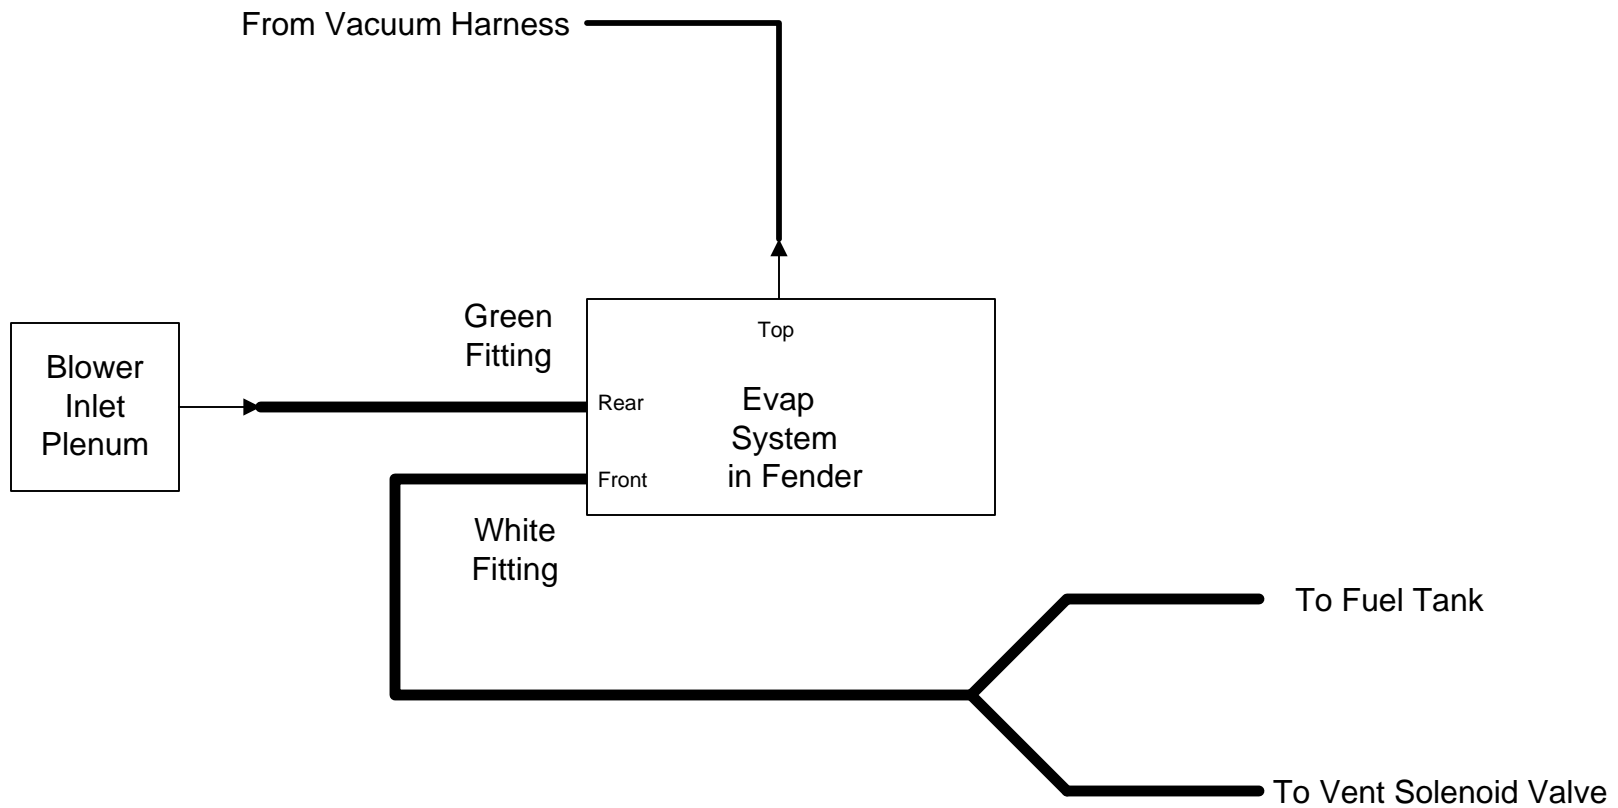 From Vacuum Harness
Green
Fitting
Top
Blower
Inlet
Plenum
Rear
Evap
System
in Fender
Front
White
Fitting
To Fuel Tank
To Vent Solenoid Valve